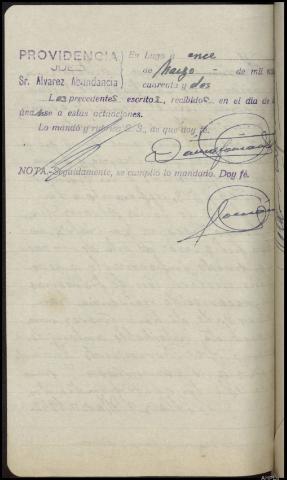 PROVIDENCIA
JUEZ
Sr. Alvarez Abundancia
En Lugo a once
de Marzo - de mil
cuarenta y dos
Los precedentes escritos, recibidos en el día de
únanse a estas actuaciones.
Lo mandó y rubrica S. S., de que doy fé.
NOTA.-Seguidamente, se cumplió lo mandado. Doy fé.